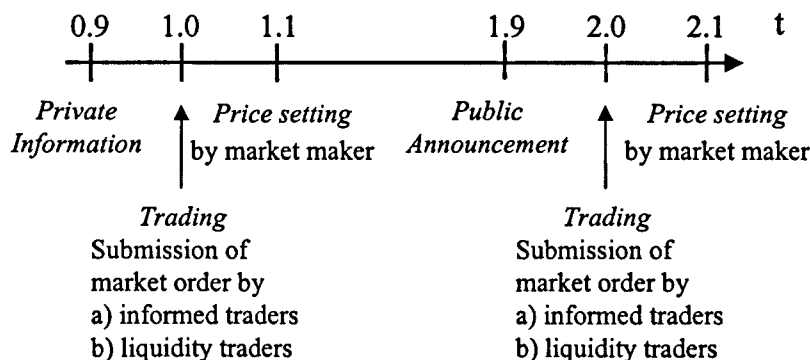 0.9 1.0 1.1 1.9 2.0 2.1 t
Private Price setting Public Price setting
Information by market maker Announcement by market maker
Trading Trading
Submission of Submission of
market order by market order by
a) informed traders a) informed traders
b) liquidity traders b) liquidity traders